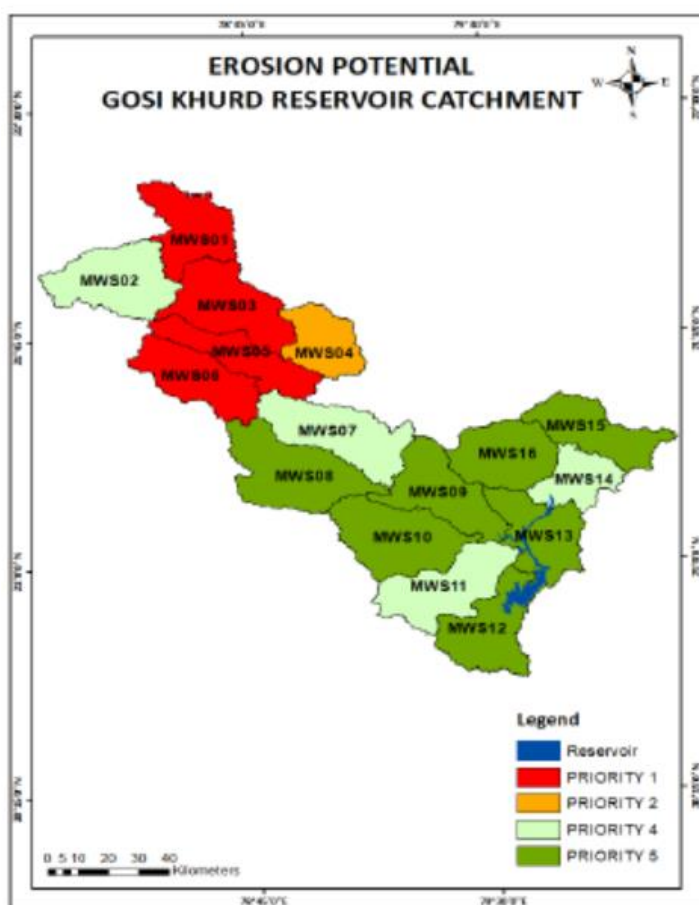 EROSION POTENTIAL
GOSI KHURD RESERVOIR CATCHMENT
N
W E
S
MWS01
MWS02
MWS03
MWS05
MWS04
MWS06
MWS07
MWS15
MWS16
MWS08
MWS14
MWS09
MWS10
MWS13
MWS11
MWS12
Legend
Reservoir
PRIORITY 1
PRIORITY 2
PRIORITY 4
PRIORITY 5
0 5 10 20 30 40
Kilometers